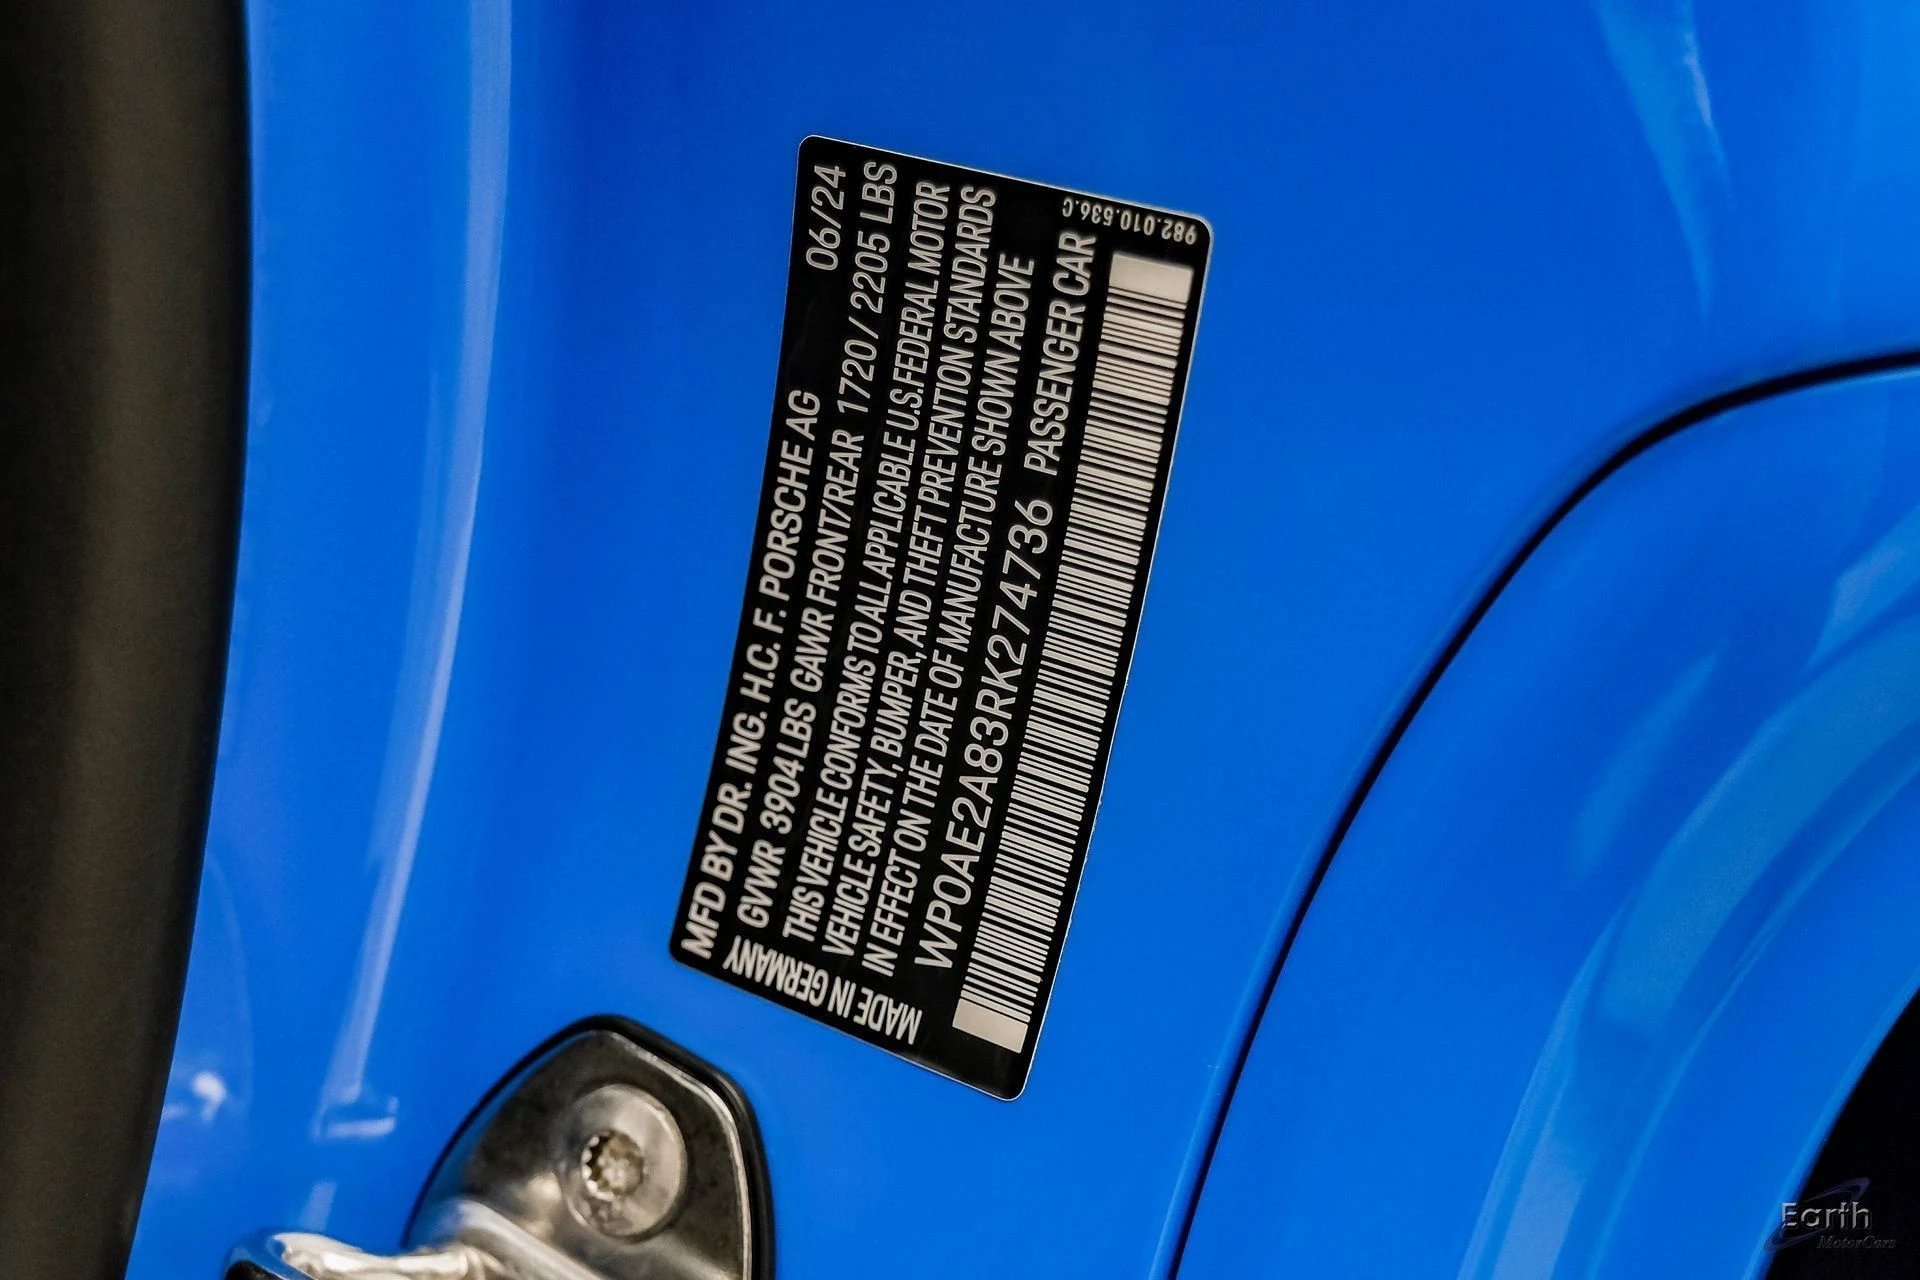 MFD BY DR. ING. H.C. F. PORSCHE AG 06/24
GVWR 3904LBS GAWR FRONT/REAR 1720/2205 LBS
THIS VEHICLE CONFORMS TO ALL APPLICABLE U.S. FEDERAL MOTOR
VEHICLE SAFETY, BUMPER, AND THEFT PREVENTION STANDARDS
IN EFFECT ON THE DATE OF MANUFACTURE SHOWN ABOVE
WP0AE2A83RK274736 PASSENGER CAR
MADE IN GERMANY
982.010.536.C
Earth
MotorCars